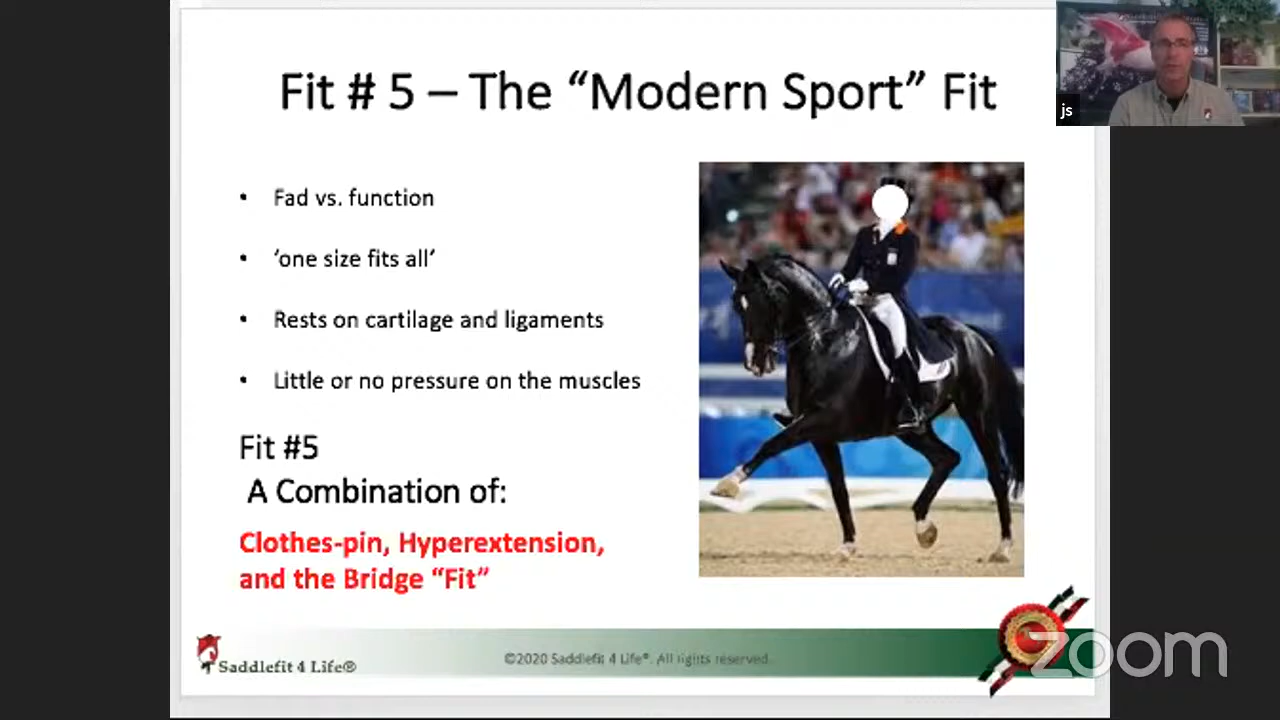 Fit # 5 – The “Modern Sport” Fit
js
• Fad vs. function
• ‘one size fits all’
• Rests on cartilage and ligaments
• Little or no pressure on the muscles
Fit #5
A Combination of:
Clothes-pin, Hyperextension,
and the Bridge “Fit”
Saddlefit 4 Life®
©2020 Saddlefit 4 Life®. All rights reserved.
zoom